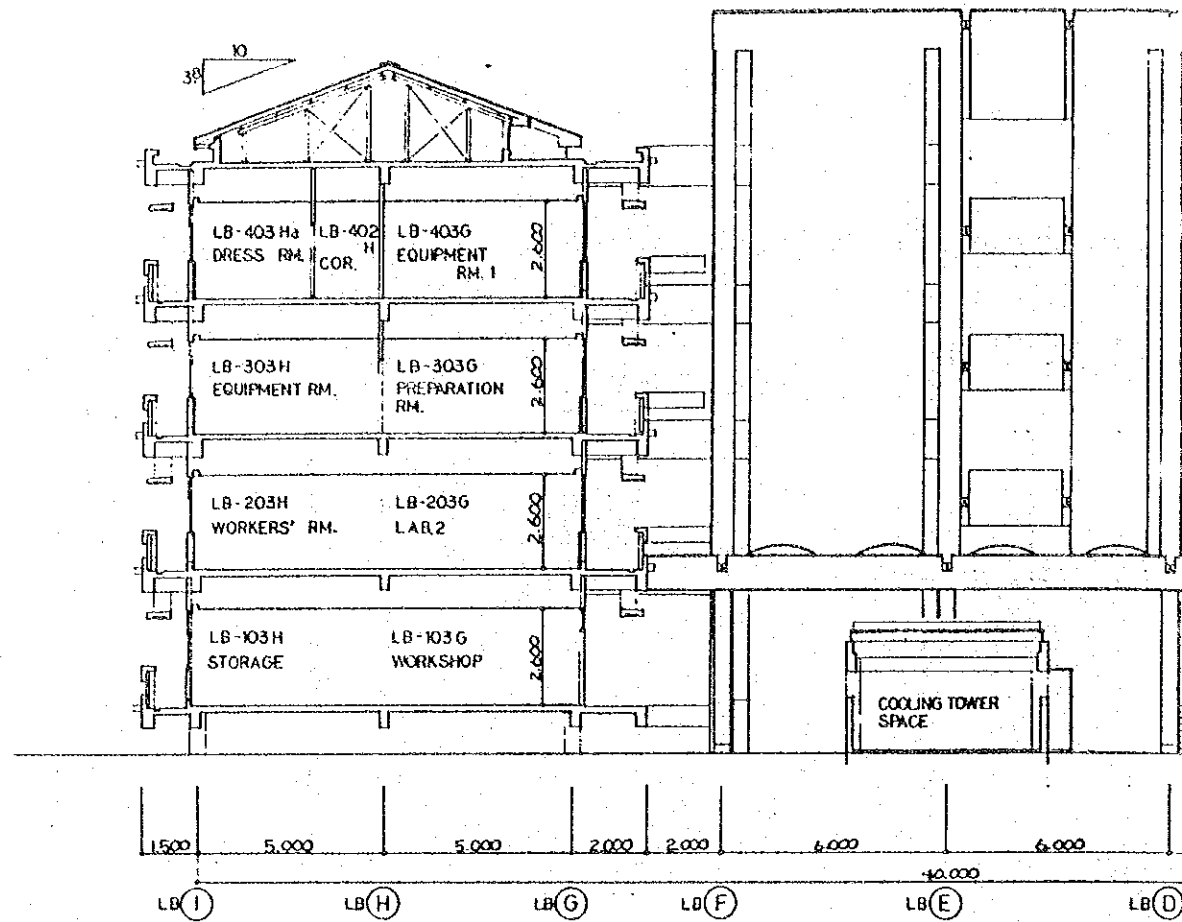 10
3.8
LB-403Ha
DRESS RM.
LB-402
H
COR.
LB-403G
EQUIPMENT
RM. 1
2.600
LB-303H
EQUIPMENT RM.
LB-303G
PREPARATION
RM.
2.600
LB-203H
WORKERS' RM.
LB-203G
LAB.2
2.600
LB-103H
STORAGE
LB-103G
WORKSHOP
2.600
COOLING TOWER
SPACE
1.500 5.000 5.000 2.000 2.000 6.000 6.000
40.000
LB I LB H LB G LB F LB E LB D